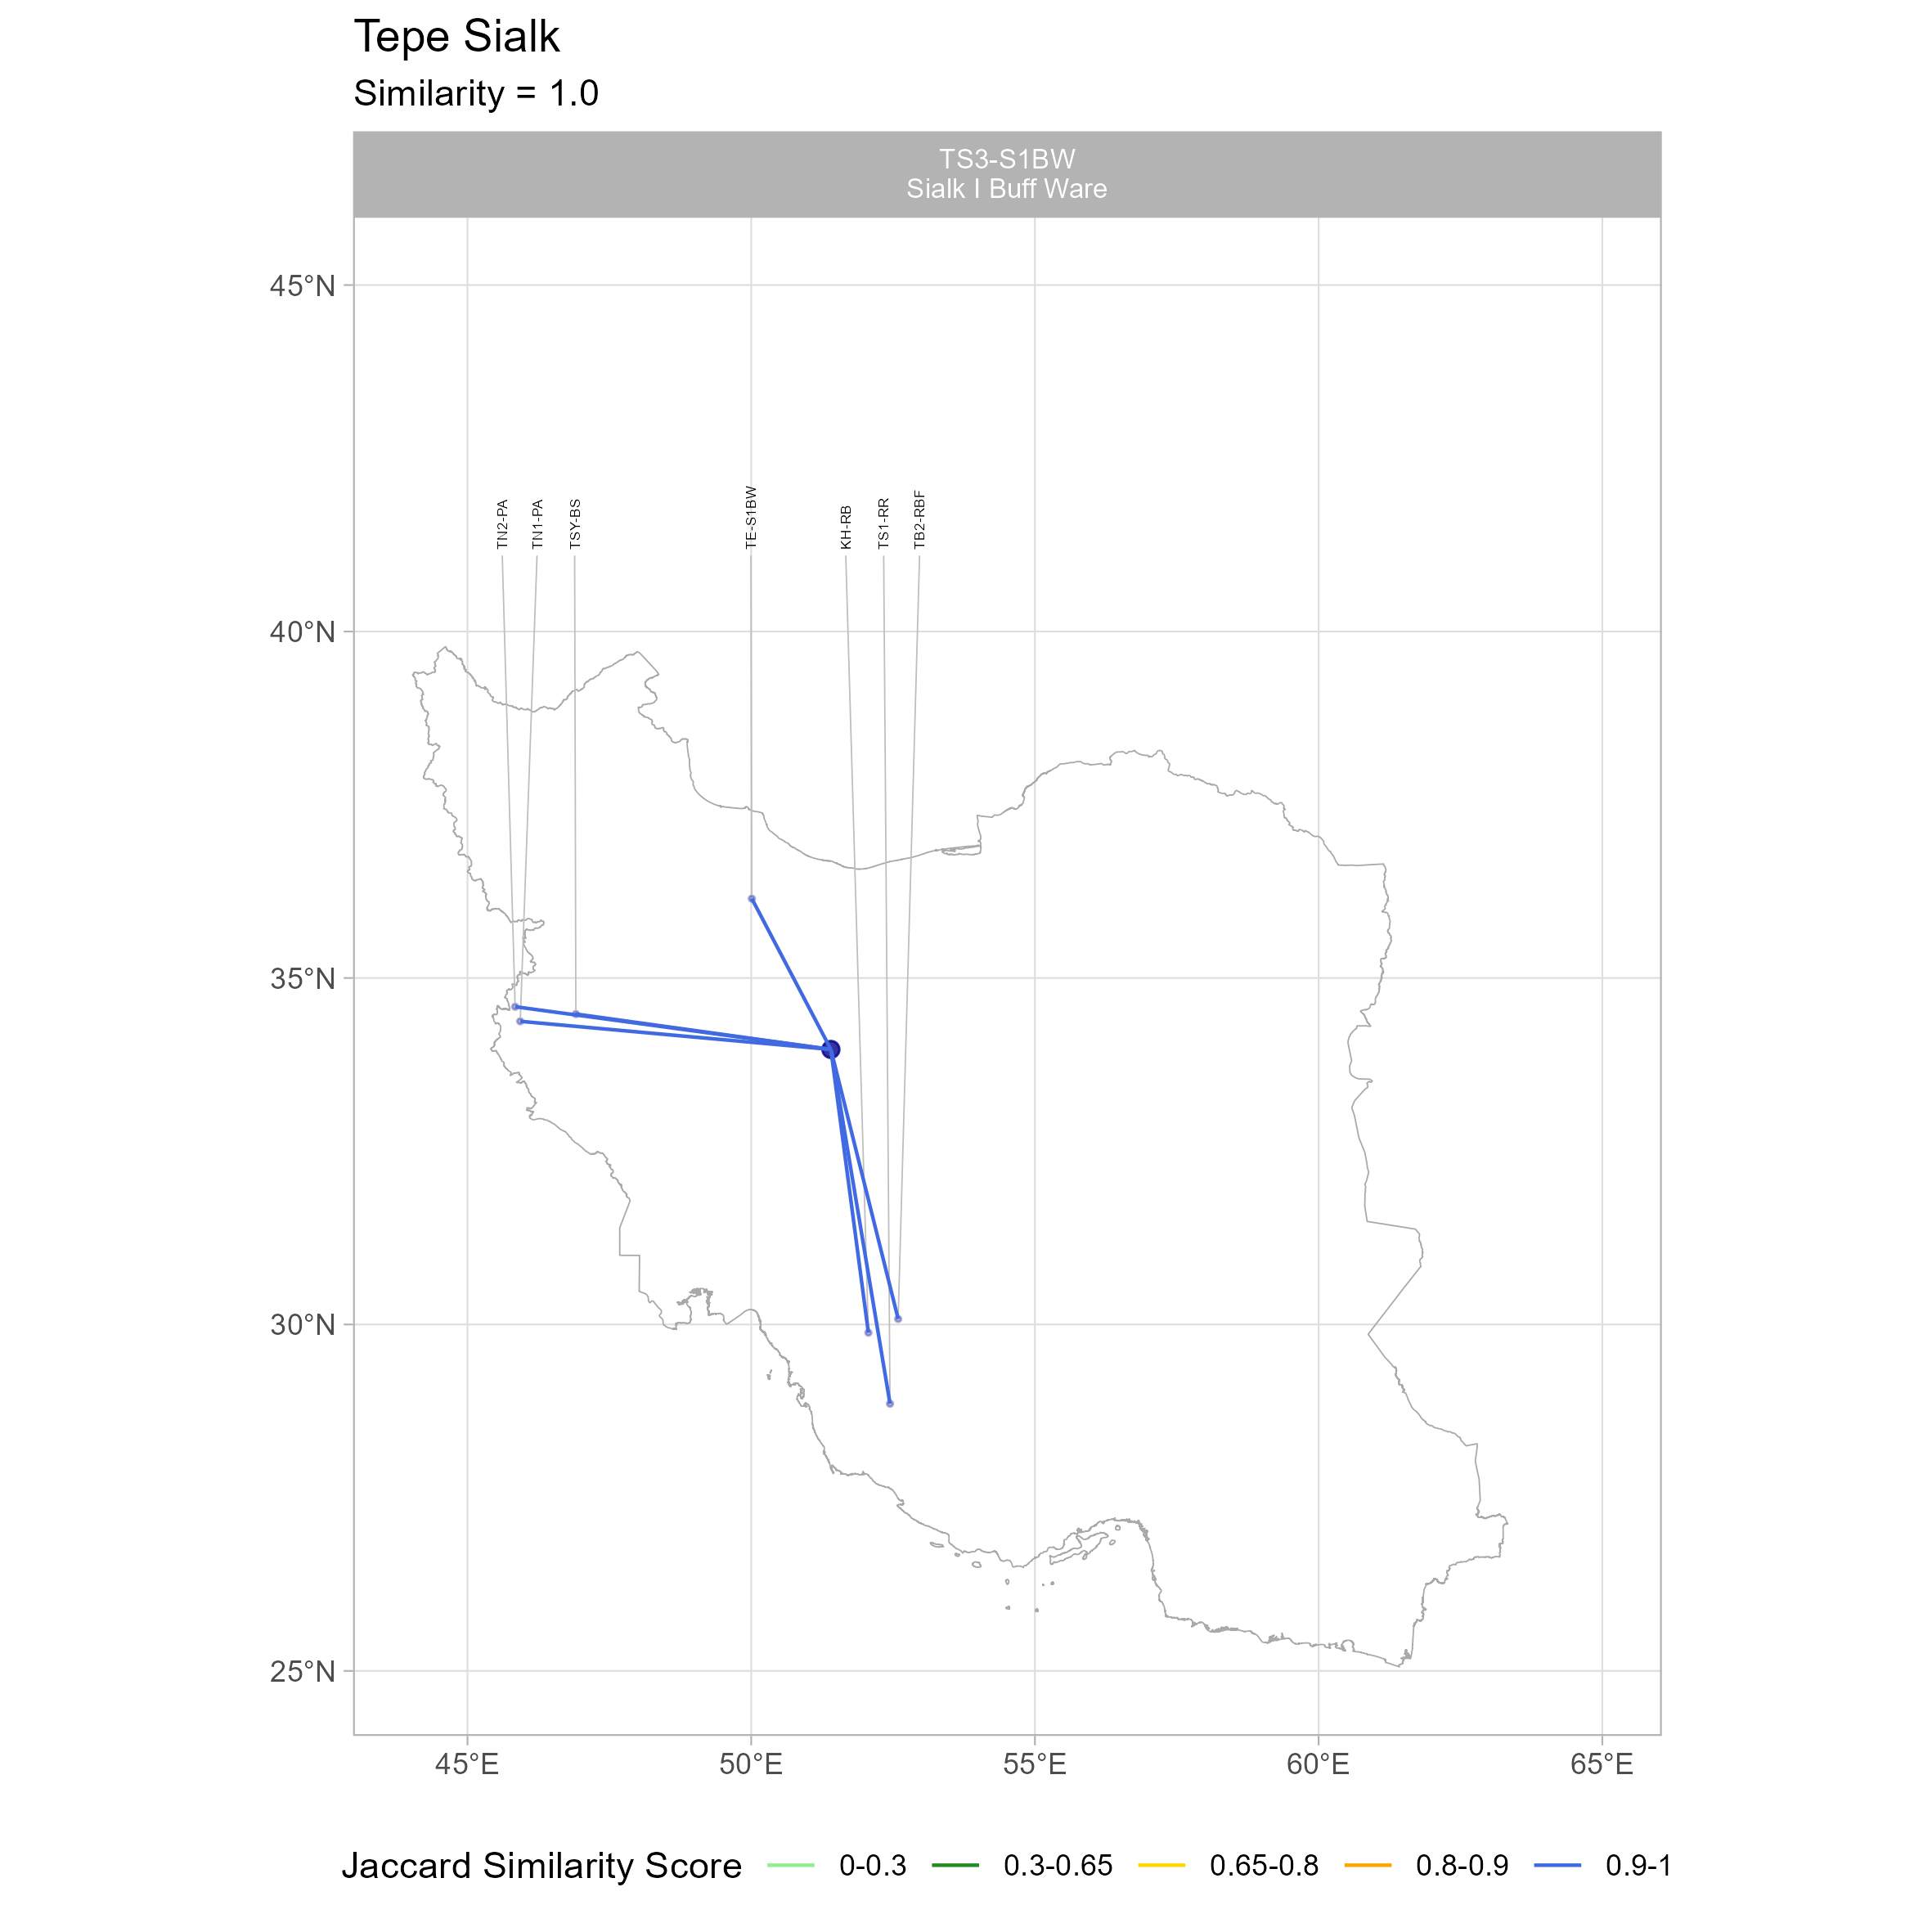 Tepe Sialk
Similarity = 1.0
TS3-S1BW
Sialk I Buff Ware
45°N
40°N
35°N
30°N
25°N
TN2-PA
TN1-PA
TSY-BS
TE-S1BW
KH-RB
TS1-RR
TB2-RBF
45°E 50°E 55°E 60°E 65°E
Jaccard Similarity Score 0-0.3 0.3-0.65 0.65-0.8 0.8-0.9 0.9-1